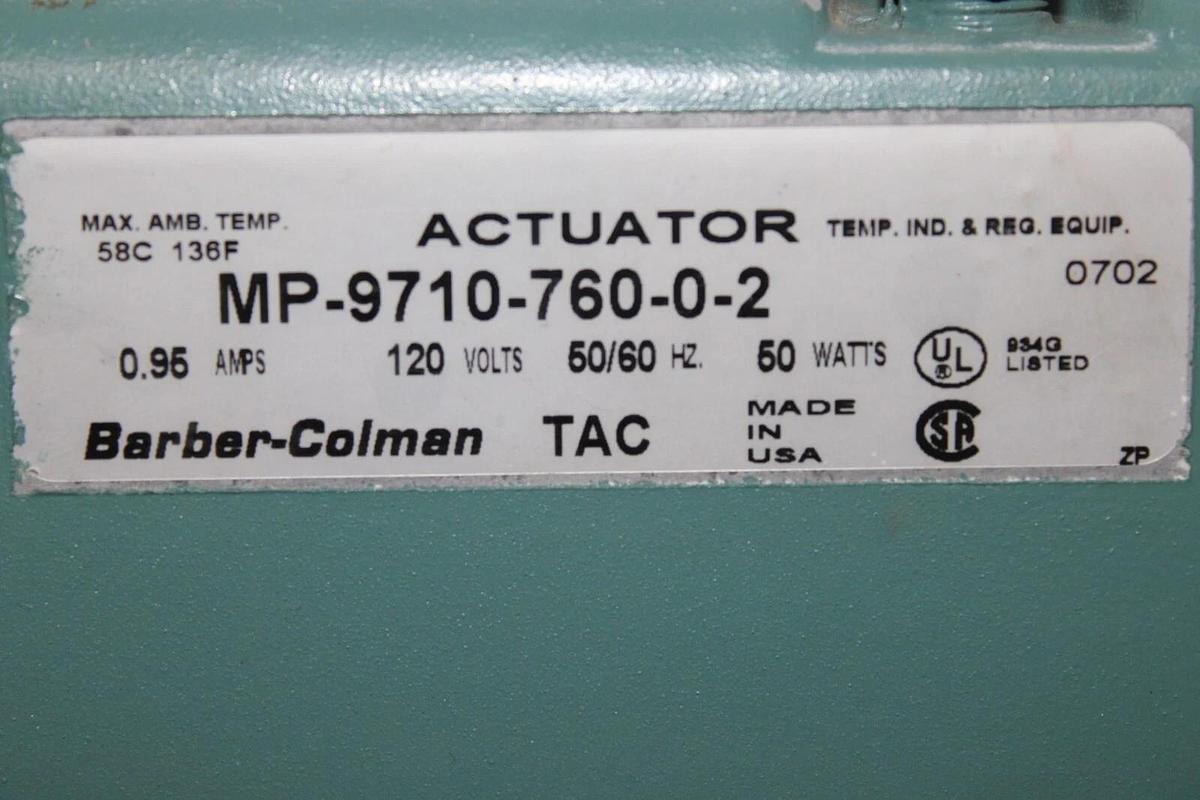 MAX. AMB. TEMP.
58C 136F
ACTUATOR
TEMP. IND. & REG. EQUIP.
0702
MP-9710-760-0-2
0.95 AMPS 120 VOLTS 50/60 HZ. 50 WATTS
UL
®
934G
LISTED
Barber-Colman TAC
MADE
IN
USA
SA
ZP